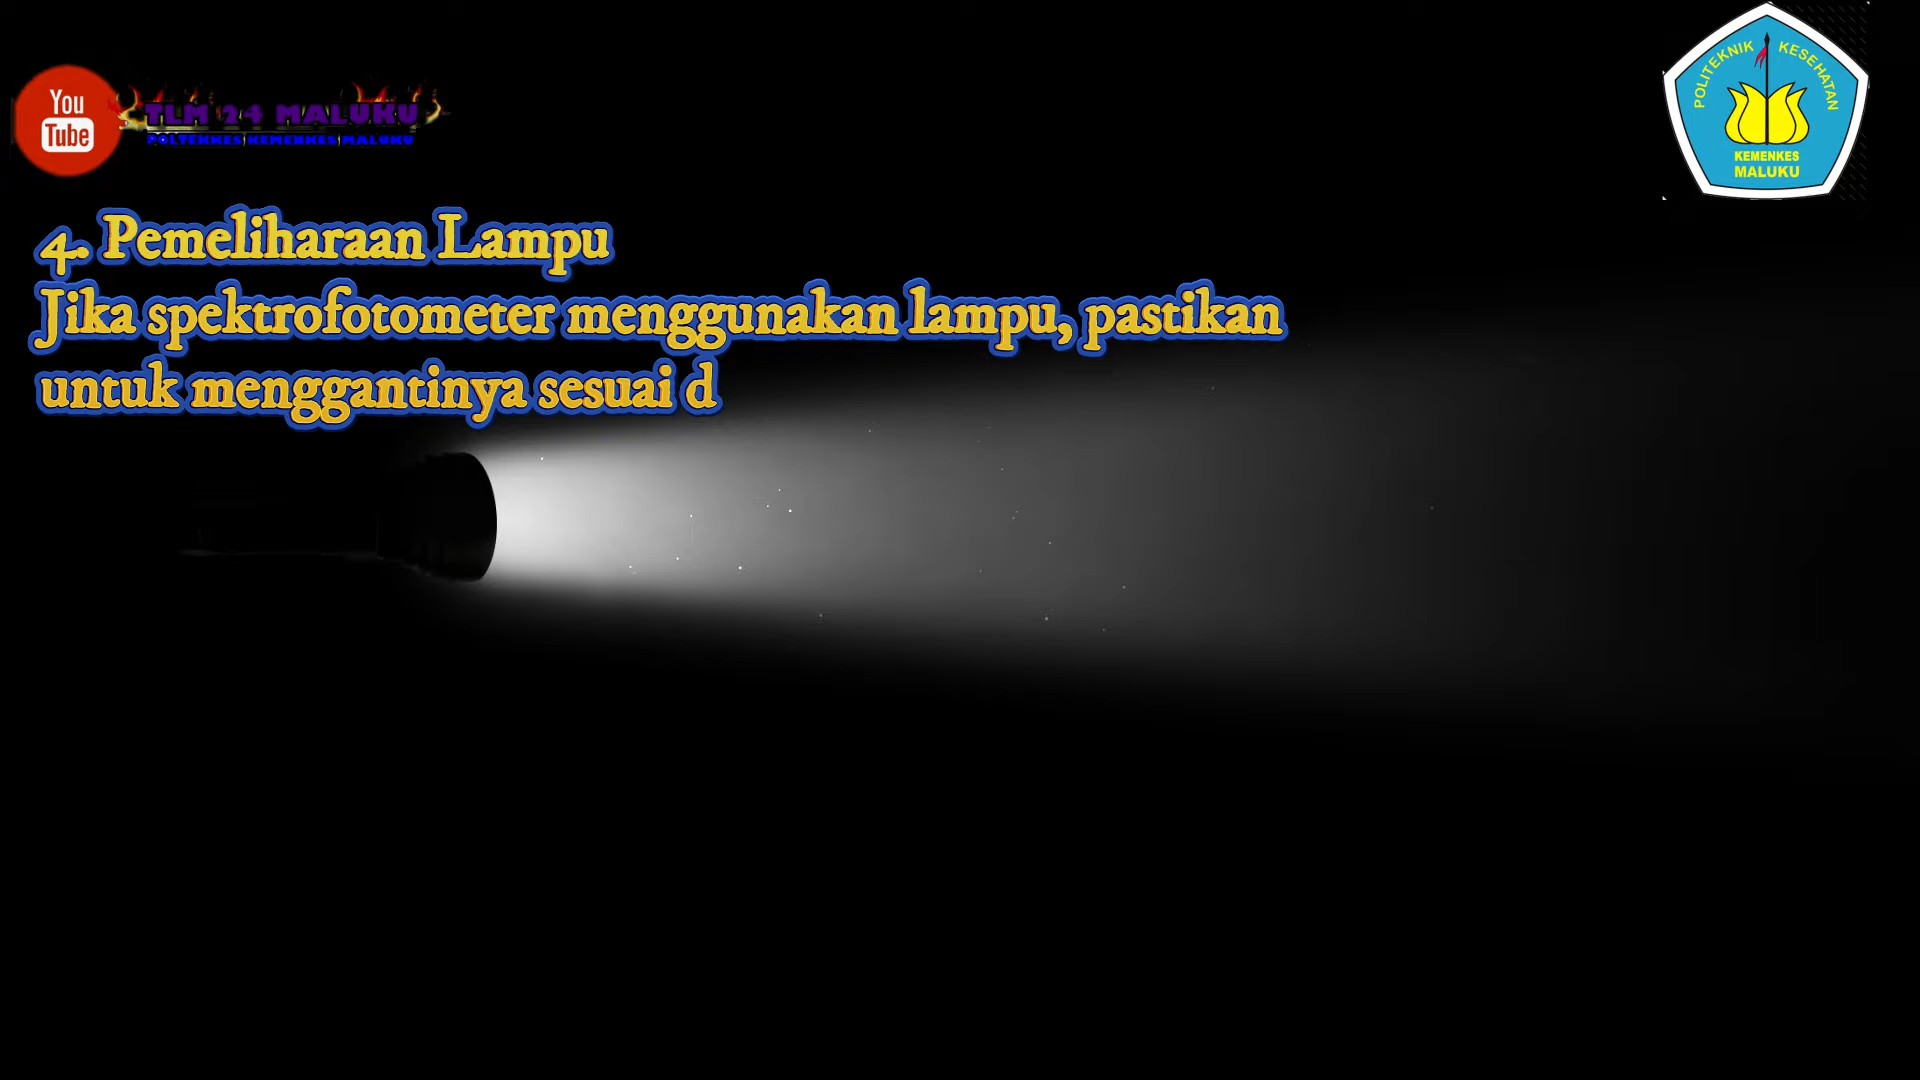 You
Tube
TLM 24 MALUKU
POLTEKKES KEMENKES MALUKU
POLITEKNIK KESEHATAN
KEMENKES
MALUKU
4. Pemeliharaan Lampu
Jika spektrofotometer menggunakan lampu, pastikan
untuk menggantinya sesuai d